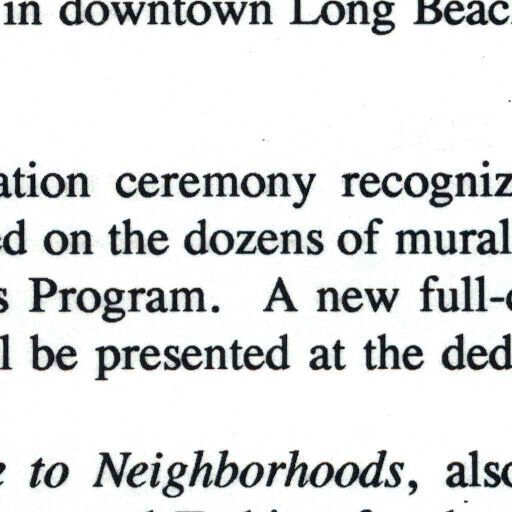 in downtown Long Beac
ation ceremony recogniz
ed on the dozens of mural
s Program. A new full-
l be presented at the ded
e to Neighborhoods, also